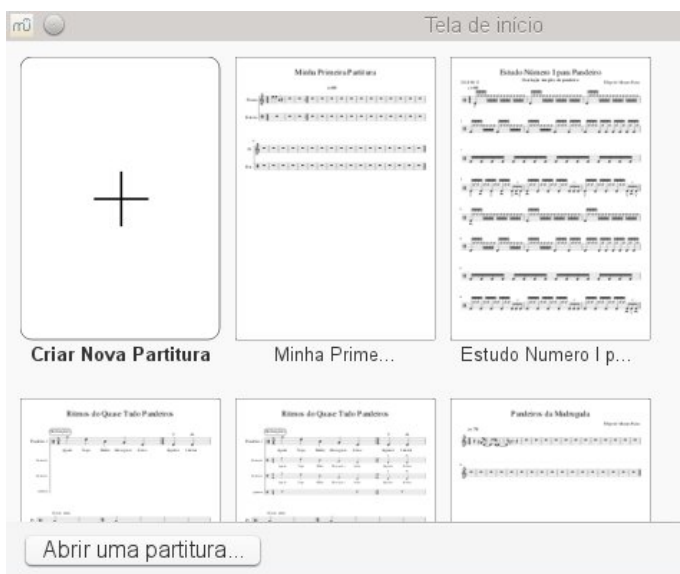 mũ
Tela de início
Minha Primeira Partitura
Estudo Número I para Pandeiro
Criar Nova Partitura
Minha Prime...
Estudo Numero I p...
Ritmos do Quase Tudo Pandeiros
Ritmos do Quase Tudo Pandeiros
Pandeiros da Madrugada
Abrir uma partitura...